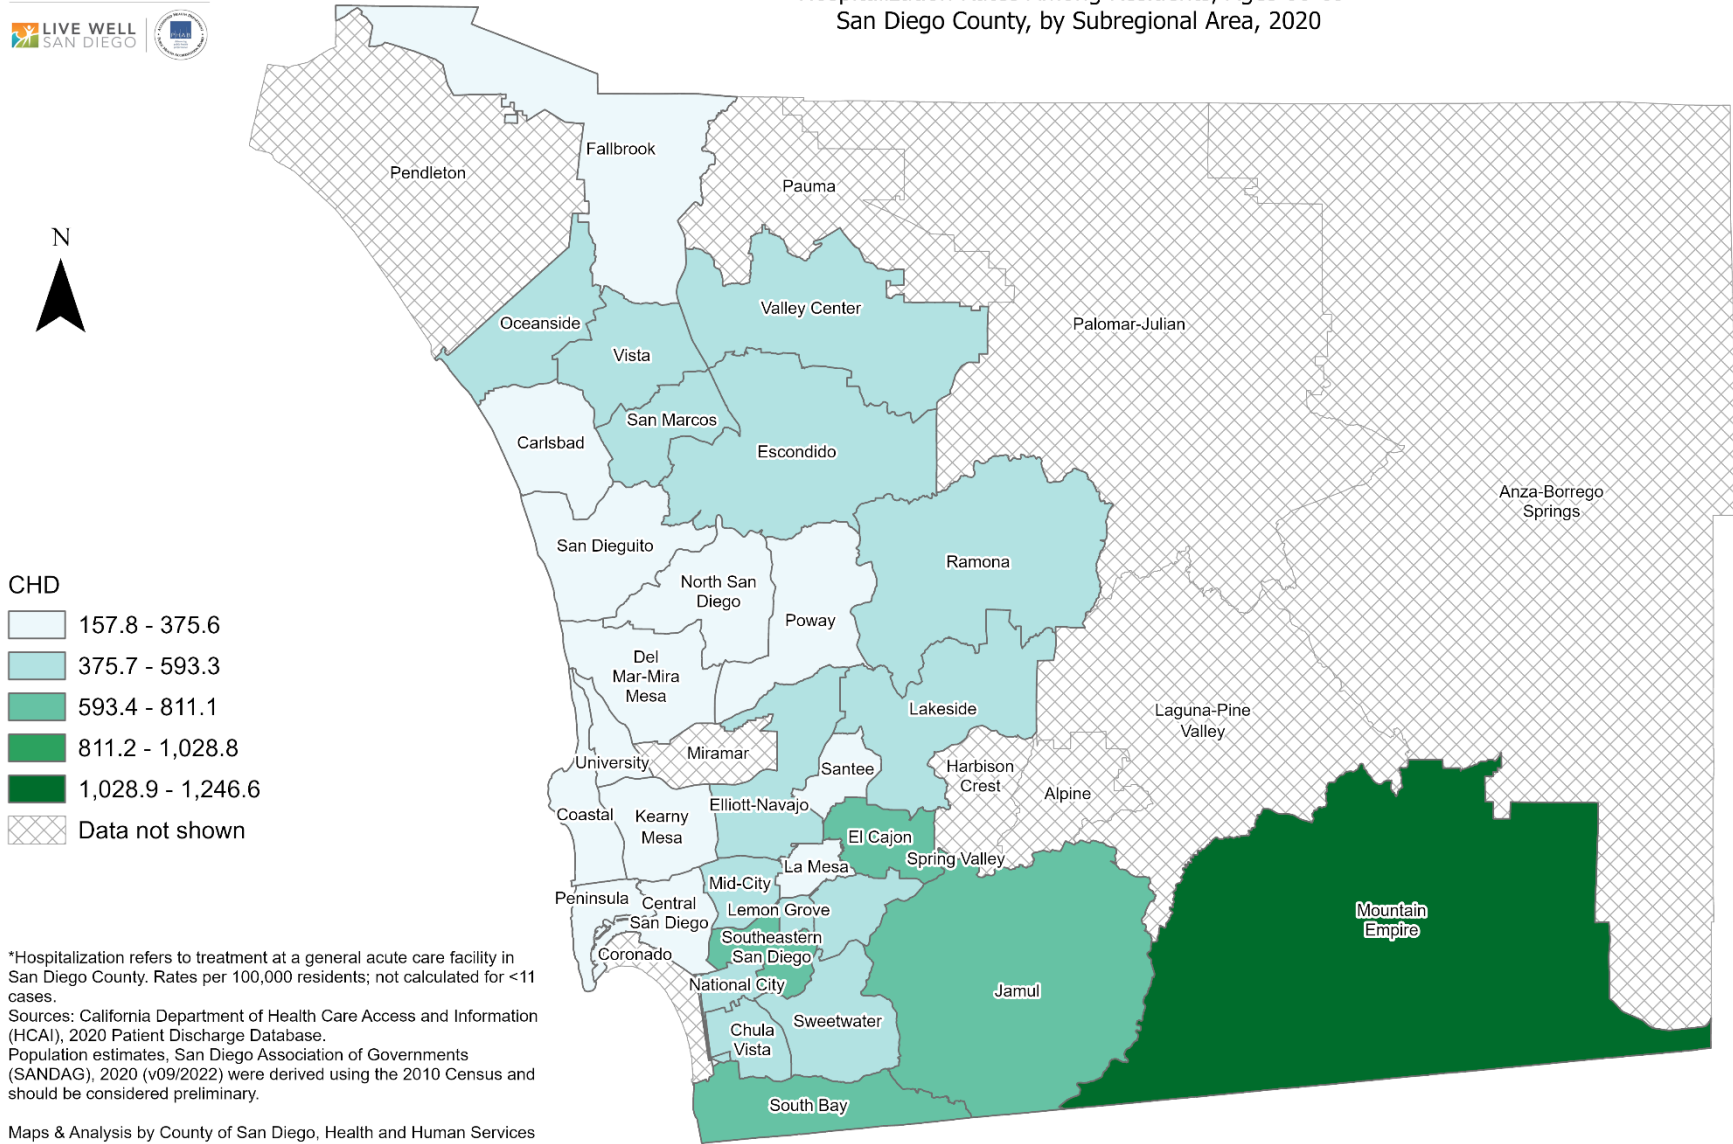 San Diego County, by Subregional Area, 2020
LIVE WELL
SAN DIEGO
PHAB
N
Fallbrook
Pendleton
Pauma
Valley Center
Oceanside
Palomar-Julian
Vista
San Marcos
Carlsbad
Escondido
Anza-Borrego
Springs
San Dieguito
Ramona
North San
Diego
Poway
Del
Mar-Mira
Mesa
Lakeside
Laguna-Pine
Valley
Miramar
University
Santee
Harbison
Crest
Alpine
Elliott-Navajo
Coastal
Kearny
Mesa
El Cajon
Spring Valley
La Mesa
Mid-City
Peninsula
Central
San Diego
Lemon Grove
Mountain
Empire
Southeastern
San Diego
Coronado
National City
Jamul
Sweetwater
Chula
Vista
South Bay
CHD
157.8 - 375.6
375.7 - 593.3
593.4 - 811.1
811.2 - 1,028.8
1,028.9 - 1,246.6
Data not shown
*Hospitalization refers to treatment at a general acute care facility in
San Diego County. Rates per 100,000 residents; not calculated for <11
cases.
Sources: California Department of Health Care Access and Information
(HCAI), 2020 Patient Discharge Database.
Population estimates, San Diego Association of Governments
(SANDAG), 2020 (v09/2022) were derived using the 2010 Census and
should be considered preliminary.
Maps & Analysis by County of San Diego, Health and Human Services